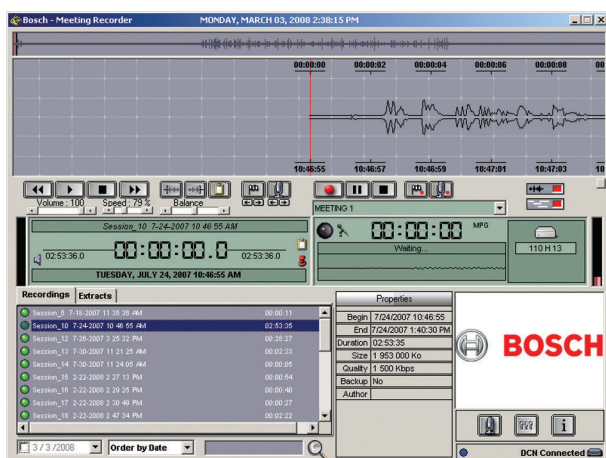 Bosch - Meeting Recorder MONDAY, MARCH 03, 2008 2:38:15 PM
00:00:00 00:00:02 00:00:04 00:00:06 00:00:08 00
10:46:55 10:46:57 10:46:59 10:47:01 10:47:03 10
Volume : 100 Speed : 79 % Balance
MEETING 1
Session_10 7-24-2007 10 46 55 AM
02:53:36.0 00:00:00.0 02:53:36.0
TUESDAY, JULY 24, 2007 10:46:55 AM
00:00:00 MPG
Waiting...
110 H 13
Recordings Extracts
Session_5 7-18-2007 11 35 36 AM 00:00:11
Session_10 7-24-2007 10 46 55 AM 02:53:35
Session_12 7-26-2007 3 25 32 PM 00:28:27
Session_13 7-30-2007 11 21 25 AM 00:02:33
Session_14 7-30-2007 11 24 05 AM 00:00:05
Session_15 2-22-2008 2 27 13 PM 00:00:54
Session_16 2-22-2008 2 29 25 PM 00:00:40
Session_17 2-22-2008 2 30 49 PM 00:00:27
Session_18 2-22-2008 2 47 34 PM 00:02:22
3 / 3 /2008 Order by Date
Properties
Begin 7/24/2007 10:46:55
End 7/24/2007 1:40:30 PM
Duration 02:53:35
Size 1 953 000 Ko
Quality 1 500 Kbps
Backup No
Author
BOSCH
DCN Connected